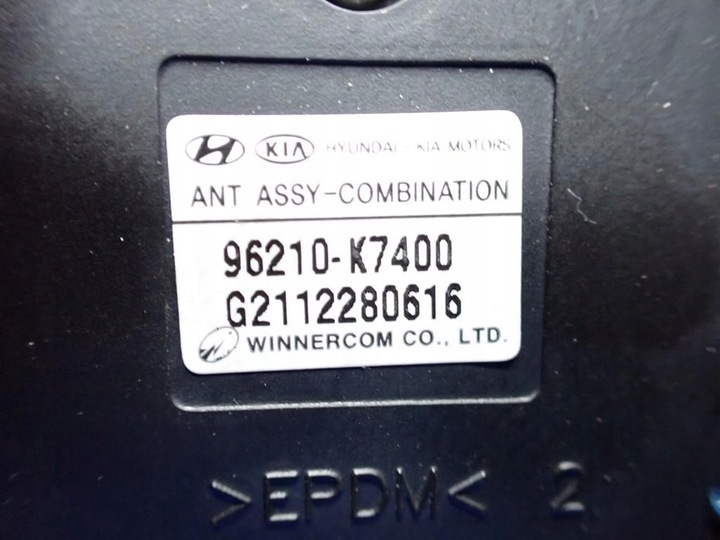 KIA HYUNDAI - KIA MOTORS
ANT ASSY-COMBINATION
96210-K7400
G2112280616
WINNERCOM CO., LTD.
>EPDM< 2